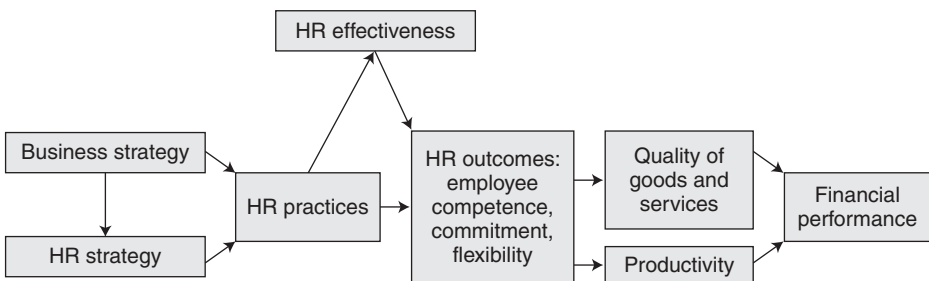 HR effectiveness
Business strategy
HR strategy
HR practices
HR outcomes:
employee
competence,
commitment,
flexibility
Quality of
goods and
services
Productivity
Financial
performance